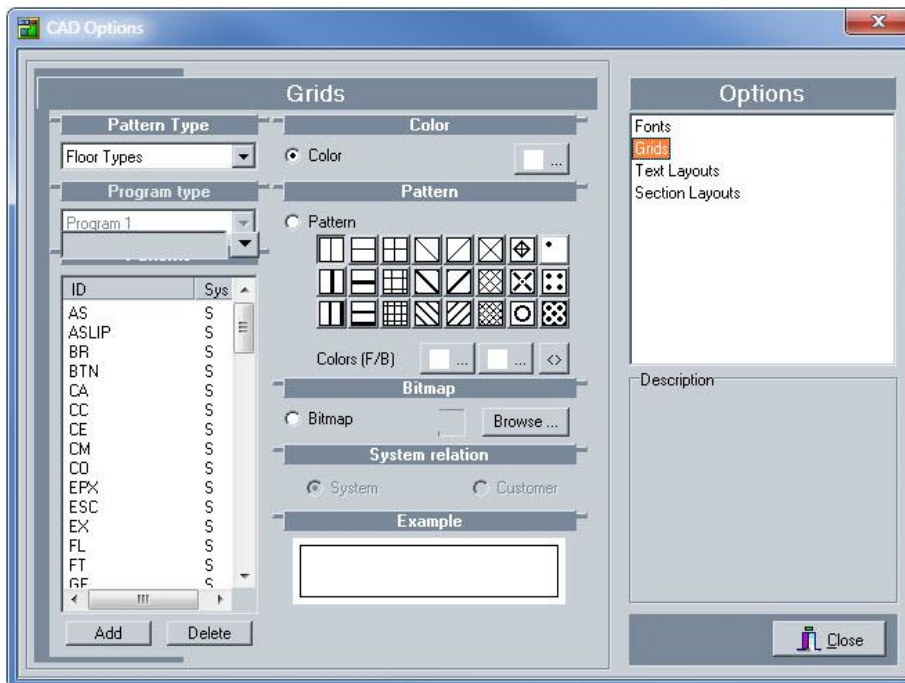 CAD Options
Grids
Pattern Type
Floor Types
Program type
Program 1
ID Sys
AS S
ASLIP S
BR S
BTN S
CA S
CC S
CE S
CM S
CO S
EPX S
ESC S
EX S
FL S
FT S
GE S
Add Delete
Color
Color
...
Pattern
Pattern
Colors (F/B) ... ... <>
Bitmap
Bitmap Browse ...
System relation
System Customer
Example
Options
Fonts
Grids
Text Layouts
Section Layouts
Description
Close